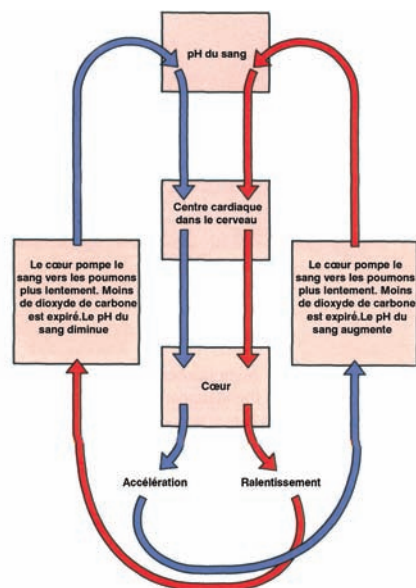 pH du sang
Centre cardiaque
dans le cerveau
Le cœur pompe le
sang vers les poumons
plus lentement. Moins
de dioxyde de carbone
est expiré.Le pH du
sang diminue
Le cœur pompe le
sang vers les poumons
plus lentement. Moins
de dioxyde de carbone
est expiré.Le pH du
sang augmente
Cœur
Accélération
Ralentissement